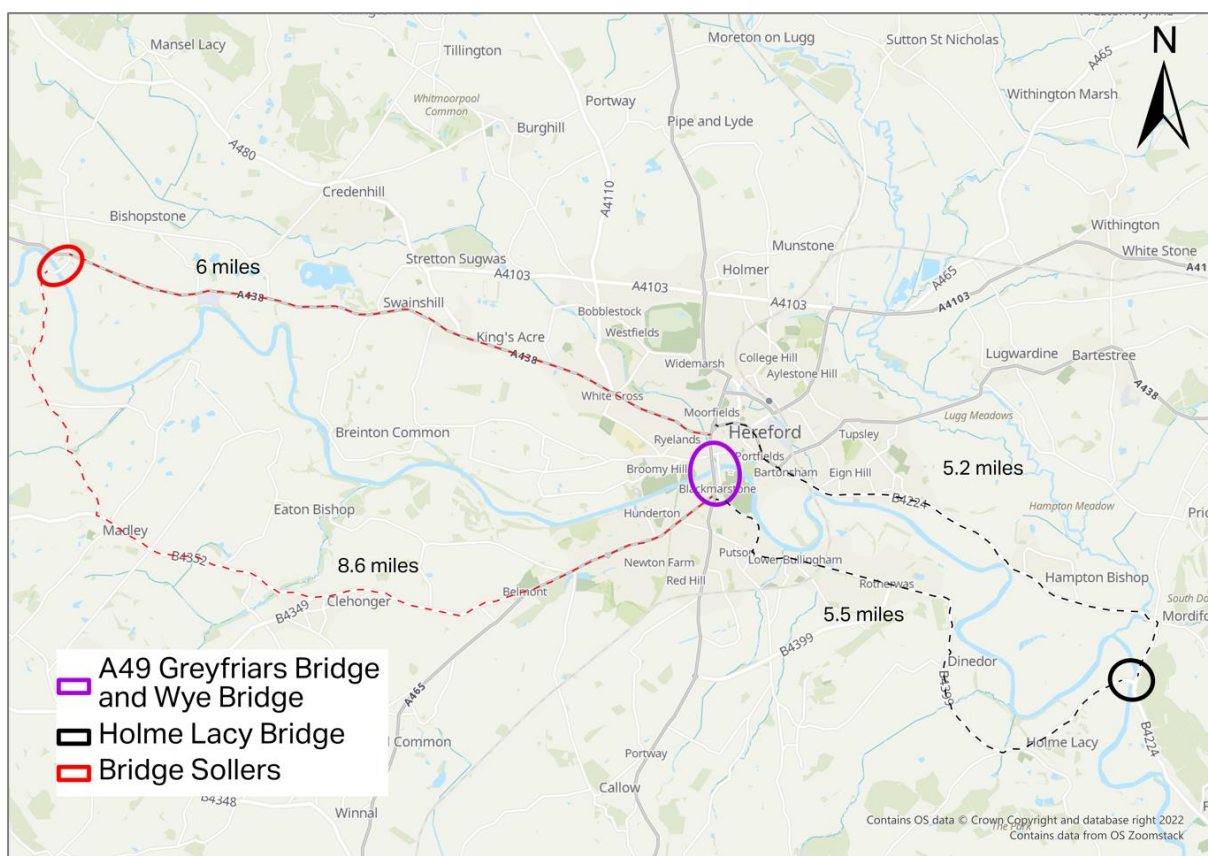 Mansel Lacy
Tillington
Moreton on Lugg
Sutton St Nicholas
A465
N
Whitmoorpool
Common
Portway
Withington Marsh
A480
Burghill
Pipe and Lyde
Credenhill
A4110
Bishopstone
Withington
Munstone
White Stone
6 miles
Stretton Sugwas
A4103
Holmer
A465
A4103
A4103
A4103
A438
Swainshill
Bobblestock
King's Acre
Westfields
A438
College Hill
Lugwardine
Bartestree
Widemarsh
Aylestone Hill
A438
White Cross
Moorfields
Lugg Meadows
Breinton Common
Ryelands
Hereford
Tupsley
Portfields
Broomy Hill
Bartonsham
Eign Hill
5.2 miles
Blackmarstone
B4224
Eaton Bishop
Hunderton
Hampton Meadow
Madley
B4352
8.6 miles
Putson
Lower Bullingham
Newton Farm
Red Hill
Rotherwas
Hampton Bishop
Belmont
Clehonger
B4349
5.5 miles
B4399
Dinedor
B4399
A49 Greyfriars Bridge
and Wye Bridge
Holme Lacy Bridge
Bridge Sollers
A465
Common
Portway
Holme Lacy
B4224
B4348
Winnal
Callow
The Park
Contains OS data © Crown Copyright and database right 2022
Contains data from OS Zoomstack